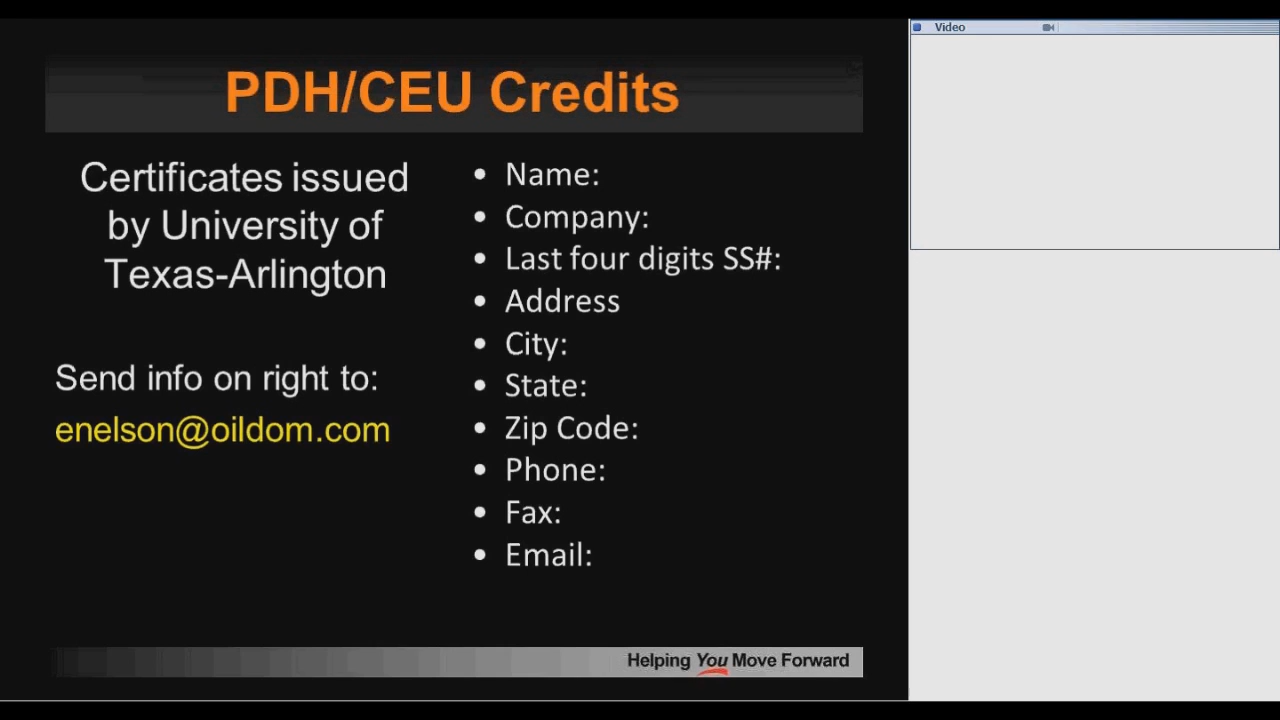 Video
PDH/CEU Credits
Certificates issued
by University of
Texas-Arlington
Send info on right to:
enelson@oildom.com
• Name:
• Company:
• Last four digits SS#:
• Address
• City:
• State:
• Zip Code:
• Phone:
• Fax:
• Email:
Helping You Move Forward